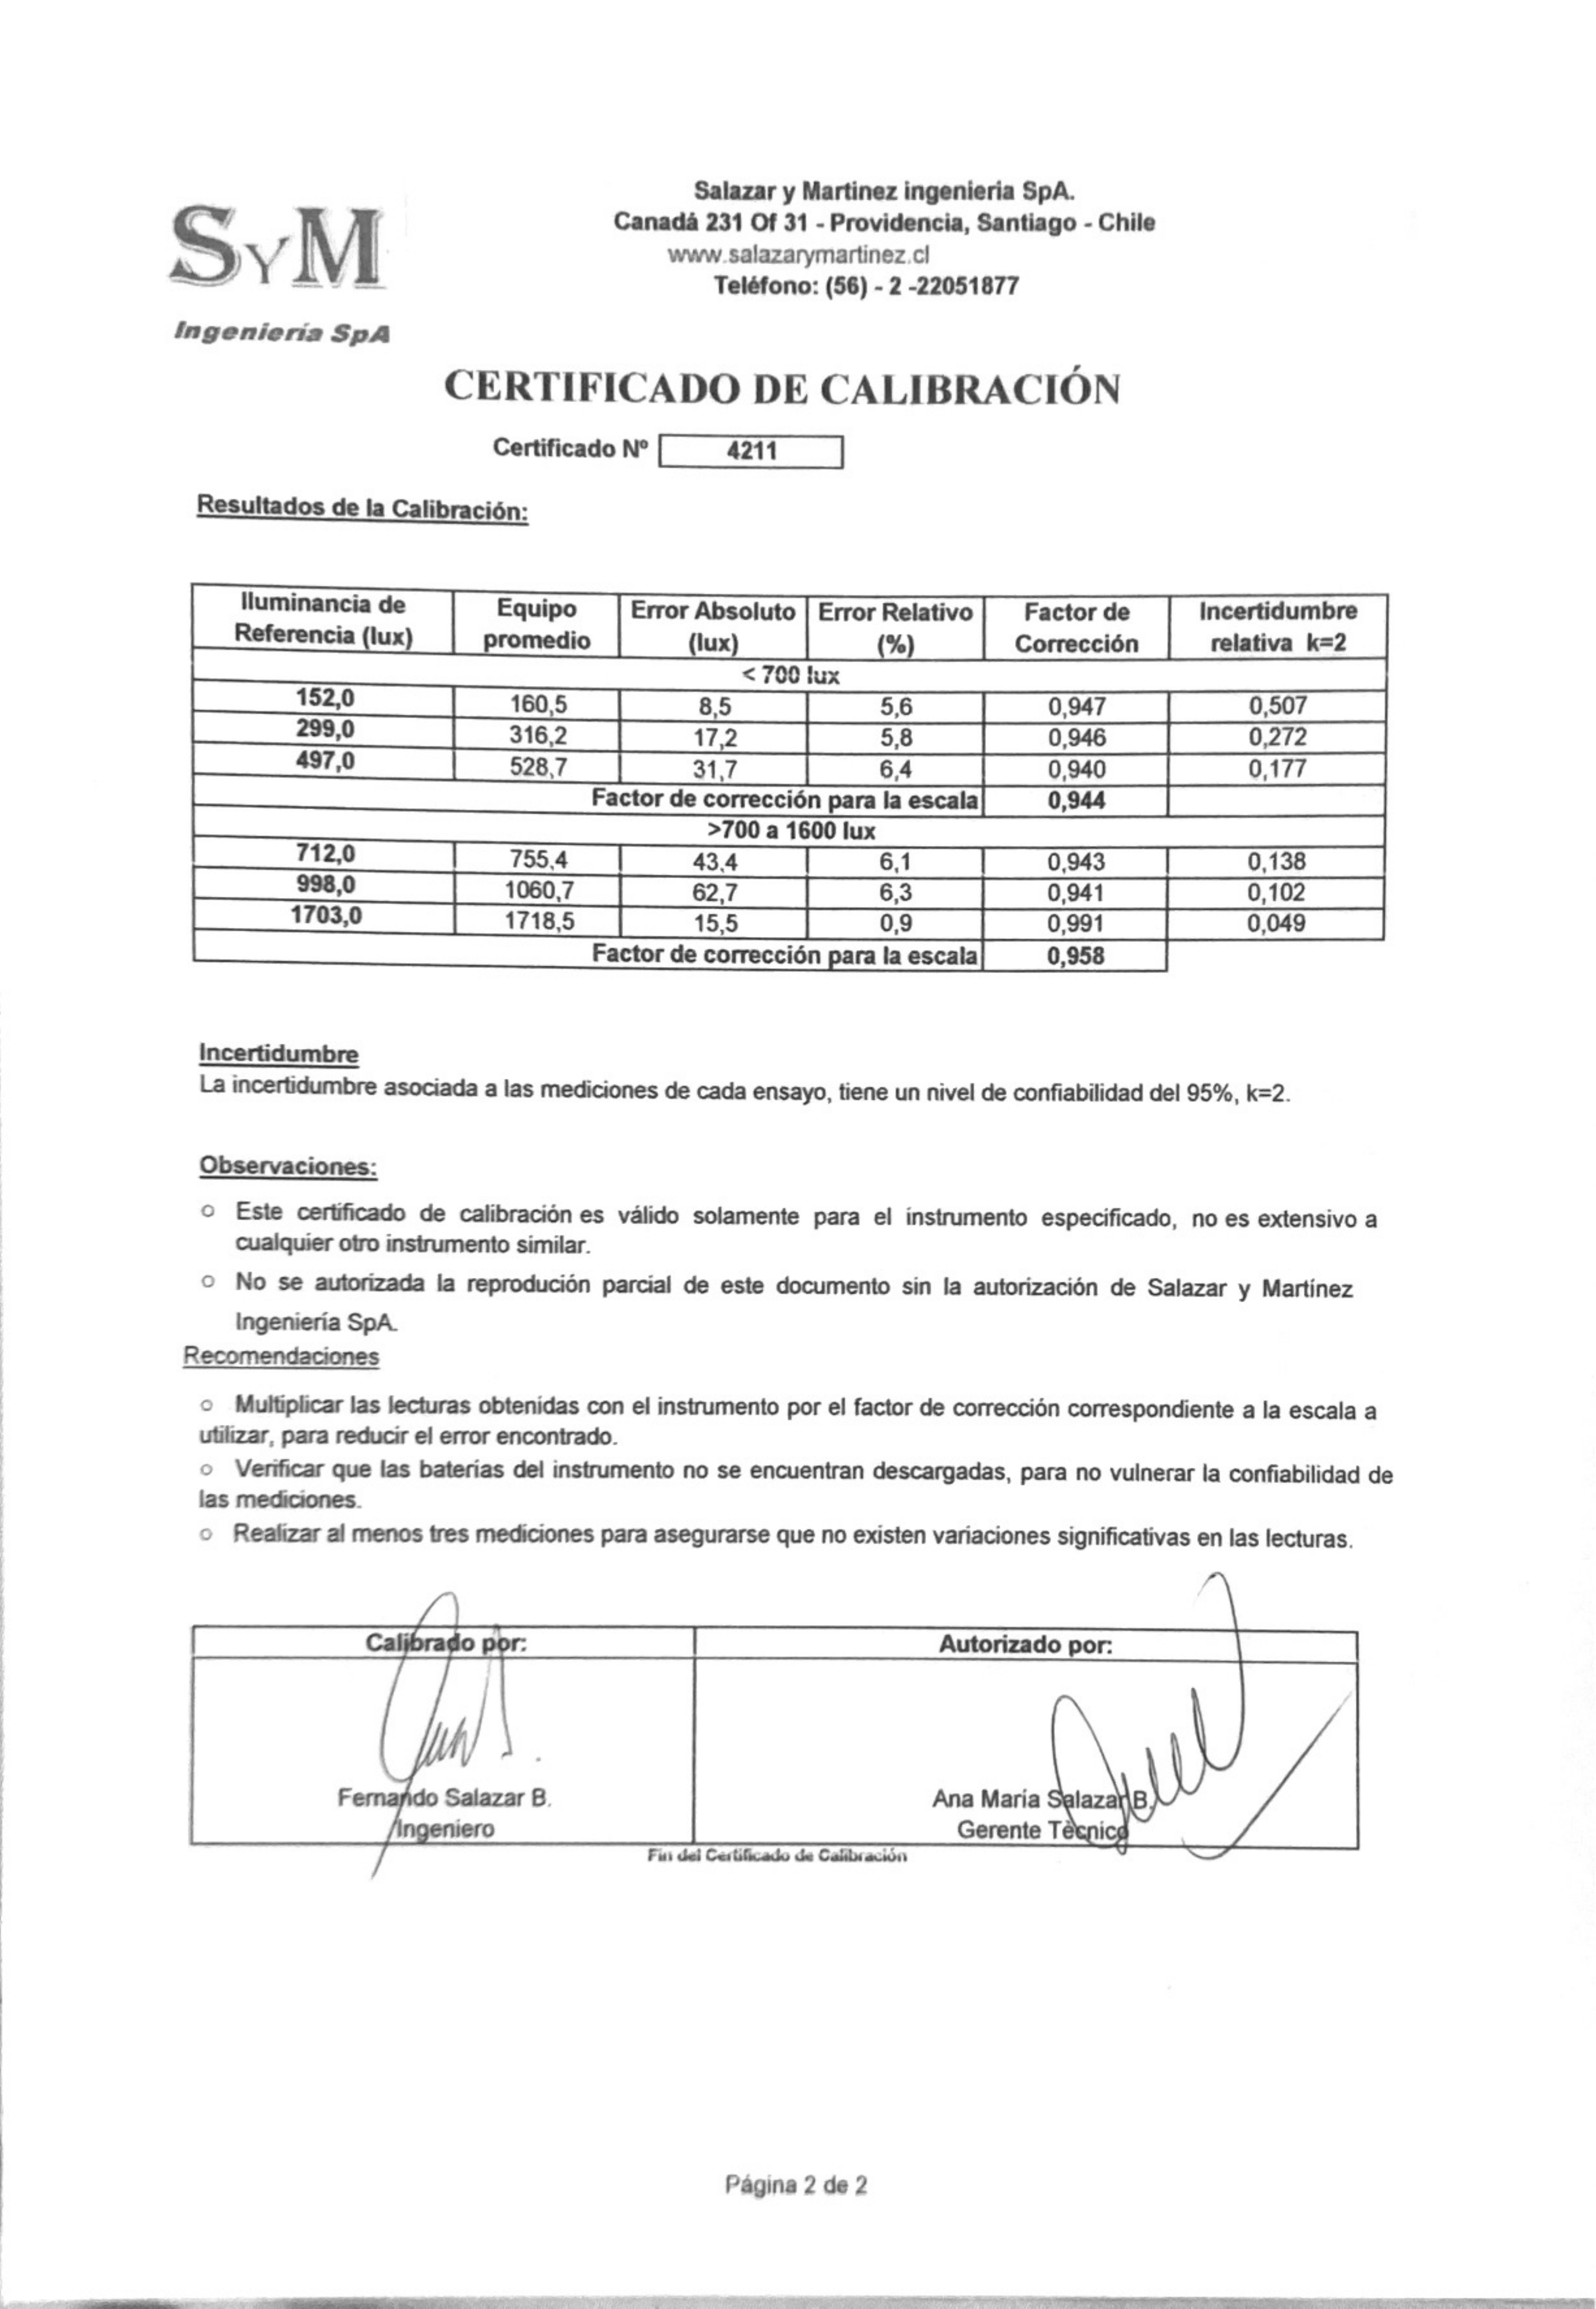 SYM
Ingeniería SpA
Salazar y Martinez ingenieria SpA.
Canadá 231 Of 31 - Providencia, Santiago - Chile
www.salazarymartinez.cl
Teléfono: (56) - 2 -22051877
CERTIFICADO DE CALIBRACIÓN
Certificado Nº 4211
Resultados de la Calibración:
Iluminancia de Referencia (lux) Equipo promedio Error Absoluto (lux) Error Relativo (%) Factor de Corrección Incertidumbre relativa k=2
< 700 lux
152,0 160,5 8,5 5,6 0,947 0,507
299,0 316,2 17,2 5,8 0,946 0,272
497,0 528,7 31,7 6,4 0,940 0,177
Factor de corrección para la escala 0,944
>700 a 1600 lux
712,0 755,4 43,4 6,1 0,943 0,138
998,0 1060,7 62,7 6,3 0,941 0,102
1703,0 1718,5 15,5 0,9 0,991 0,049
Factor de corrección para la escala 0,958
Incertidumbre
La incertidumbre asociada a las mediciones de cada ensayo, tiene un nivel de confiabilidad del 95%, k=2.
Observaciones:
o Este certificado de calibración es válido solamente para el instrumento especificado, no es extensivo a
cualquier otro instrumento similar.
o No se autorizada la reprodución parcial de este documento sin la autorización de Salazar y Martínez
Ingeniería SpA.
Recomendaciones
o Multiplicar las lecturas obtenidas con el instrumento por el factor de corrección correspondiente a la escala a
utilizar, para reducir el error encontrado.
o Verificar que las baterías del instrumento no se encuentran descargadas, para no vulnerar la confiabilidad de
las mediciones.
o Realizar al menos tres mediciones para asegurarse que no existen variaciones significativas en las lecturas.
Calibrado por: Autorizado por:
Fernando Salazar B. Ana María Salazar B.
Ingeniero Gerente Tècnico
Fin del Certificado de Calibración
Página 2 de 2